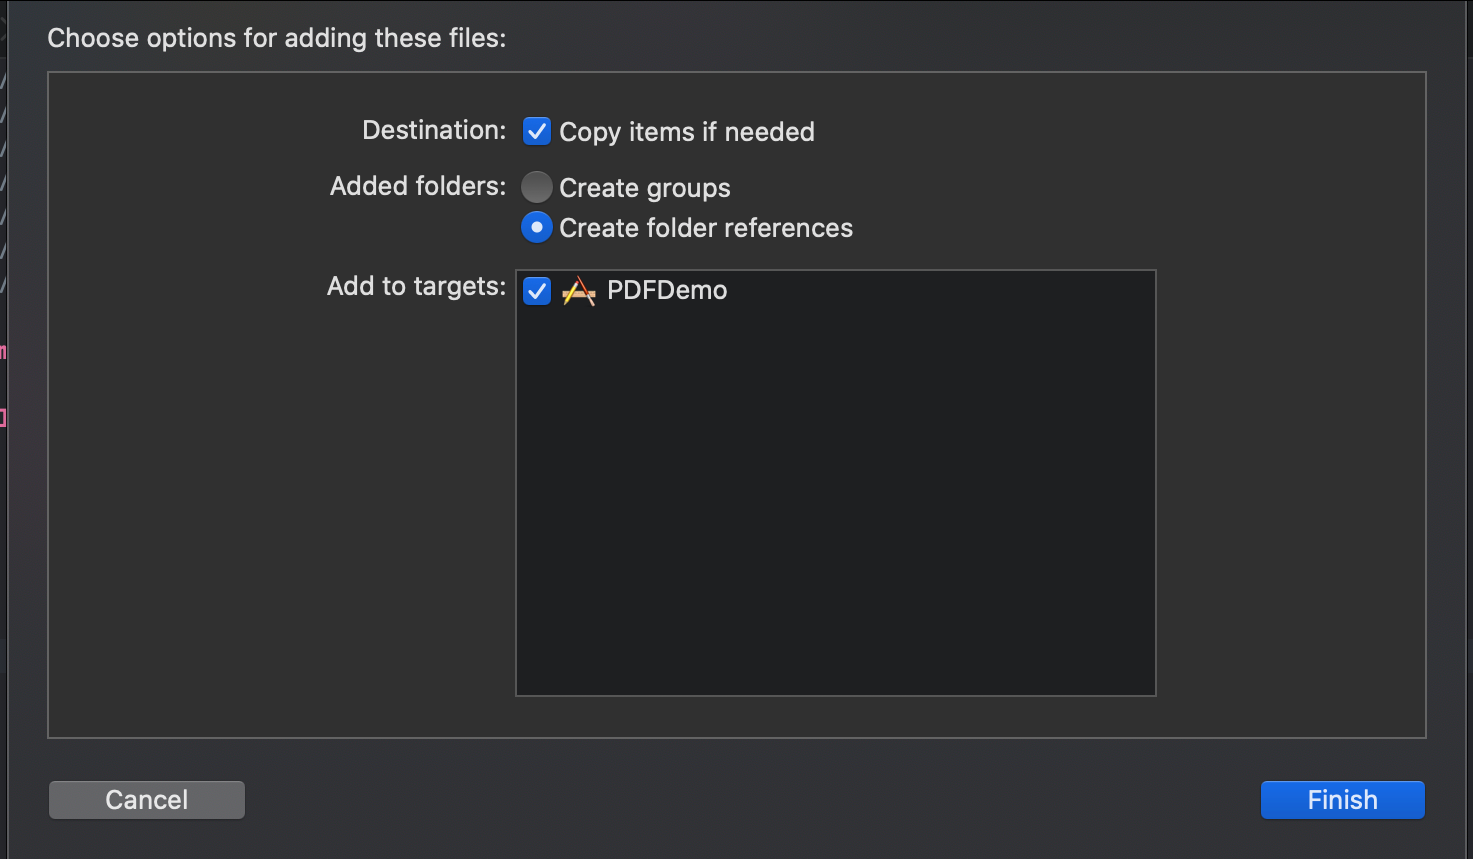 Choose options for adding these files:
Destination: Copy items if needed
Added folders: Create groups
Create folder references
Add to targets: PDFDemo
Cancel Finish